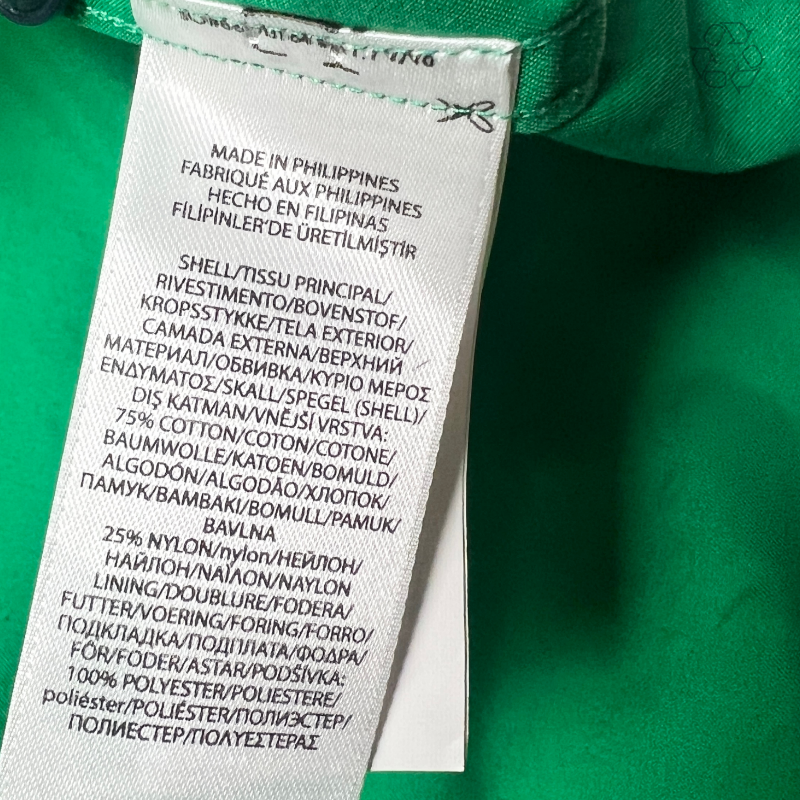 MADE IN PHILIPPINES
FABRIQUÉ AUX PHILIPPINES
HECHO EN FILIPINAS
FİLİPİNLER'DE ÜRETİLMİŞTİR
SHELL/TISSU PRINCIPAL/
RIVESTIMENTO/BOVENSTOF/
KROPSSTYKKE/TELA EXTERIOR/
CAMADA EXTERNA/ВЕРХНИЙ
МАТЕРИАЛ/ОБВИВКА/ΚΥΡΙΟ ΜΕΡΟΣ
ΕΝΔΥΜΑΤΟΣ/SKALL/SPEGEL (SHELL)/
DIŞ KATMAN/VNĚJŠÍ VRSTVA:
75% COTTON/COTON/COTONE/
BAUMWOLLE/KATOEN/BOMULD/
ALGODÓN/ALGODÃO/ХЛОПОК/
ПАМУК/ΒΑΜΒΑΚΙ/BOMULL/PAMUK/
BAVLNA
25% NYLON/nylon/НЕЙЛОН/
НАЙЛОН/ΝΑΪΛΟΝ/NAYLON
LINING/DOUBLURE/FODERA/
FUTTER/VOERING/FORING/FORRO/
ПОДКЛАДКА/ПОДПЛАТА/ΦΟΔΡΑ/
FÔR/FODER/ASTAR/PODŠÍVKA:
100% POLYESTER/POLIESTERE/
poliéster/POLIÉSTER/ПОЛИЭСТЕР/
ПОЛИЕСТЕР/ΠΟΛΥΕΣΤΕΡΑΣ